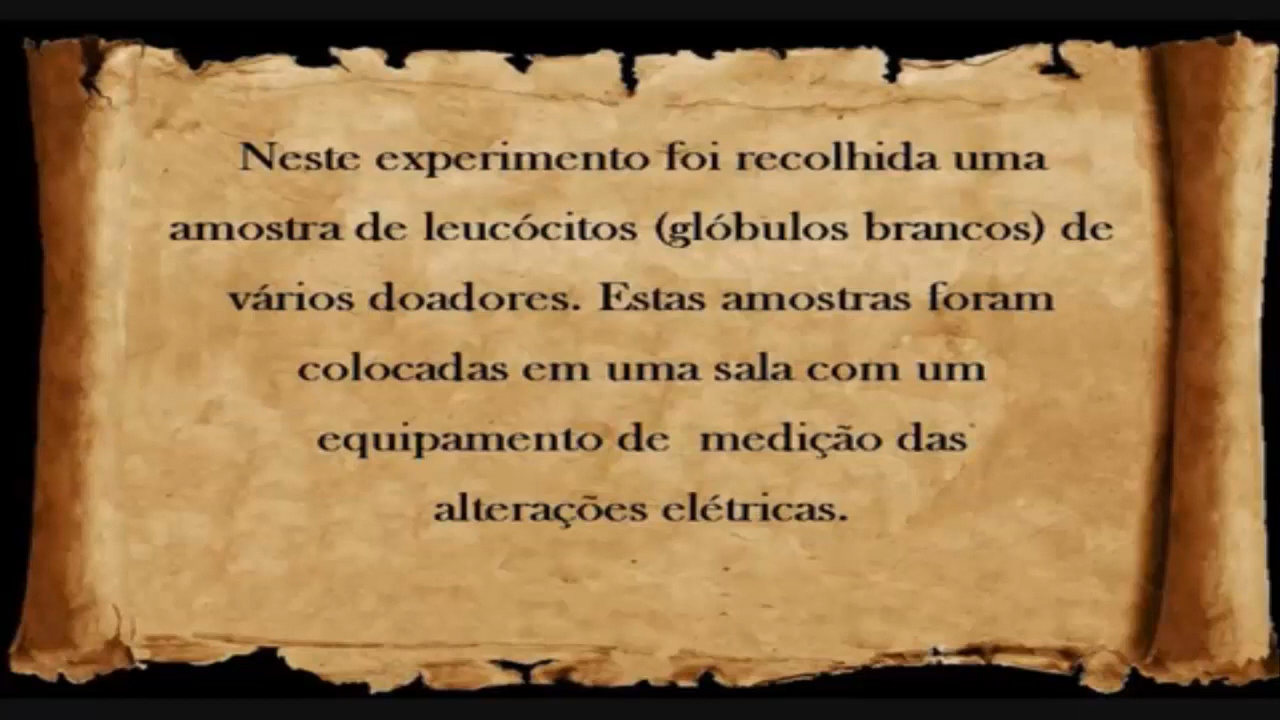 Neste experimento foi recolhida uma
amostra de leucócitos (glóbulos brancos) de
vários doadores. Estas amostras foram
colocadas em uma sala com um
equipamento de medição das
alterações elétricas.